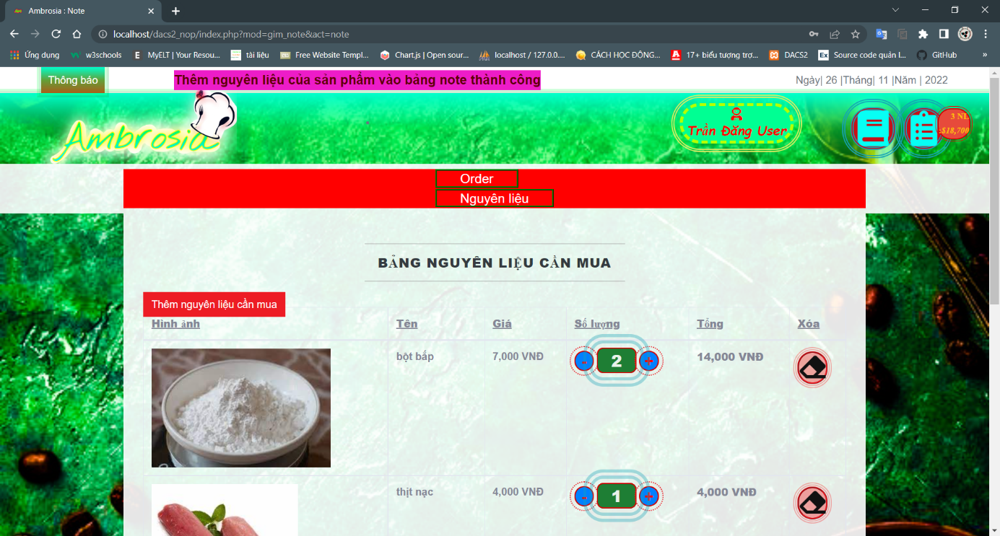 Ambrosia : Note
localhost/dacs2_nop/index.php?mod=gim_note&act=note
Ứng dụng
w3schools
MyELT | Your Resou...
tài liệu
Free Website Templ...
Chart.js | Open sour...
localhost / 127.0.0....
CÁCH HỌC ĐỘNG...
17+ biểu tượng trợ...
DACS2
Source code quản l...
GitHub
Thông báo
Thêm nguyên liệu của sản phẩm vào bảng note thành công
Ngày| 26 |Tháng| 11 |Năm | 2022
Ambrosia
Trần Đăng User
3 NL
:$18,700
Order
Nguyên liệu
BẢNG NGUYÊN LIỆU CẦN MUA
Thêm nguyên liệu cần mua
Hình ảnh Tên Giá Số lượng Tổng Xóa
bột bắp 7,000 VNĐ - 2 + 14,000 VNĐ
thịt nạc 4,000 VNĐ - 1 + 4,000 VNĐ